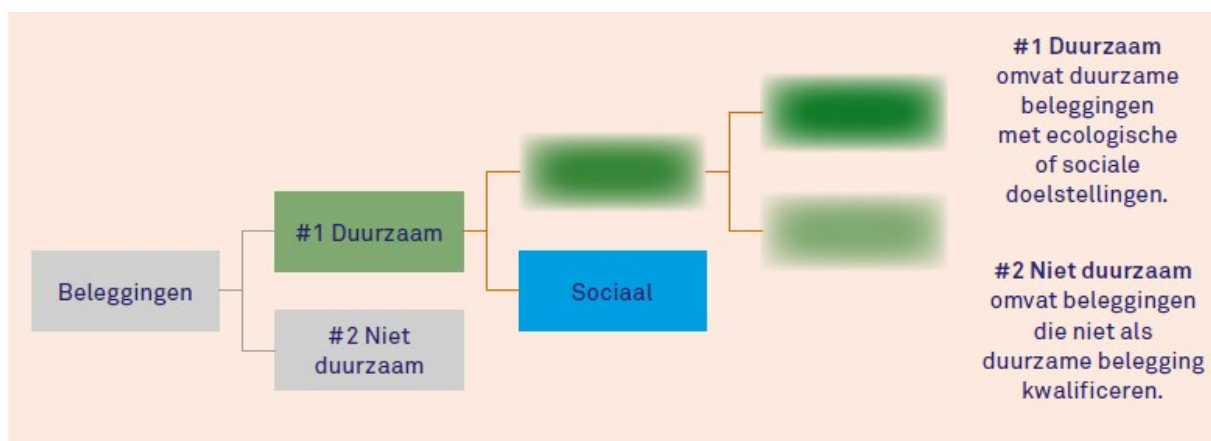 Beleggingen
#1 Duurzaam
#2 Niet
duurzaam
Sociaal
#1 Duurzaam
omvat duurzame
beleggingen
met ecologische
of sociale
doelstellingen.
#2 Niet duurzaam
omvat beleggingen
die niet als
duurzame belegging
kwalificeren.